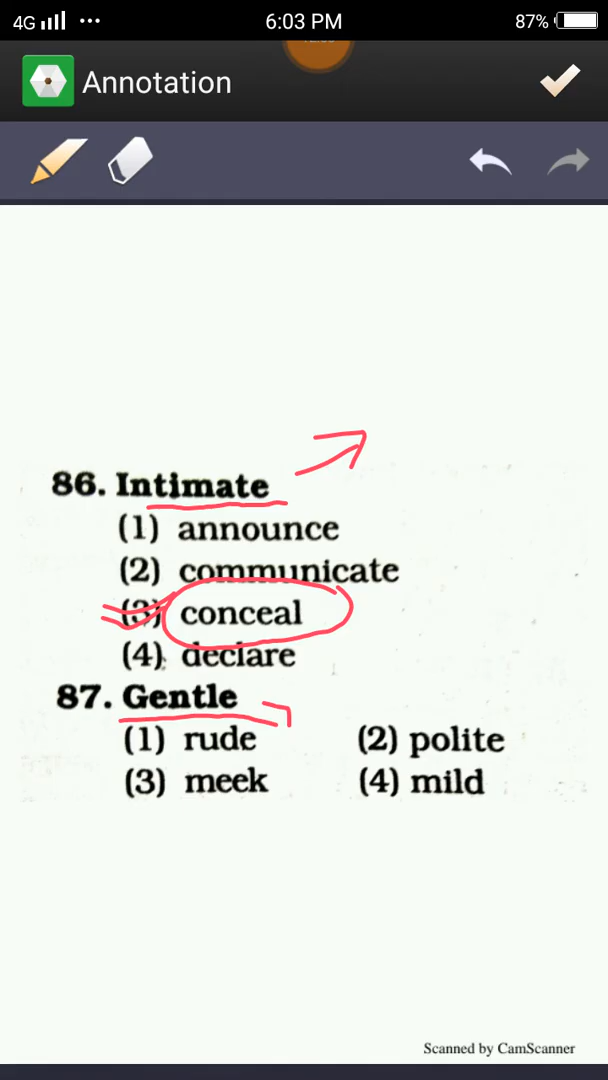 4G 6:03 PM 87%
Annotation
86. Intimate
(1) announce
(2) communicate
(3) conceal
(4) declare
87. Gentle
(1) rude (2) polite
(3) meek (4) mild
Scanned by CamScanner